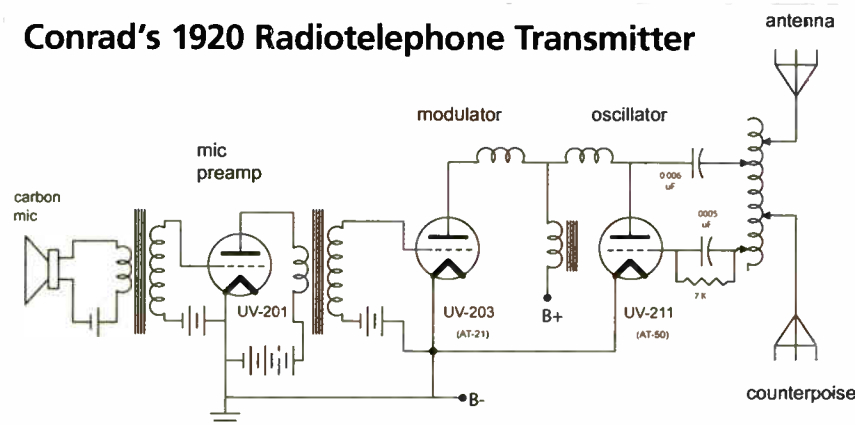 Conrad's 1920 Radiotelephone Transmitter
antenna
modulator
oscillator
mic
preamp
carbon
mic
0 006
uF
0005
uF
7 K
UV-201
UV-203
(AT-21)
B+
UV-211
(AT-50)
B-
counterpoise